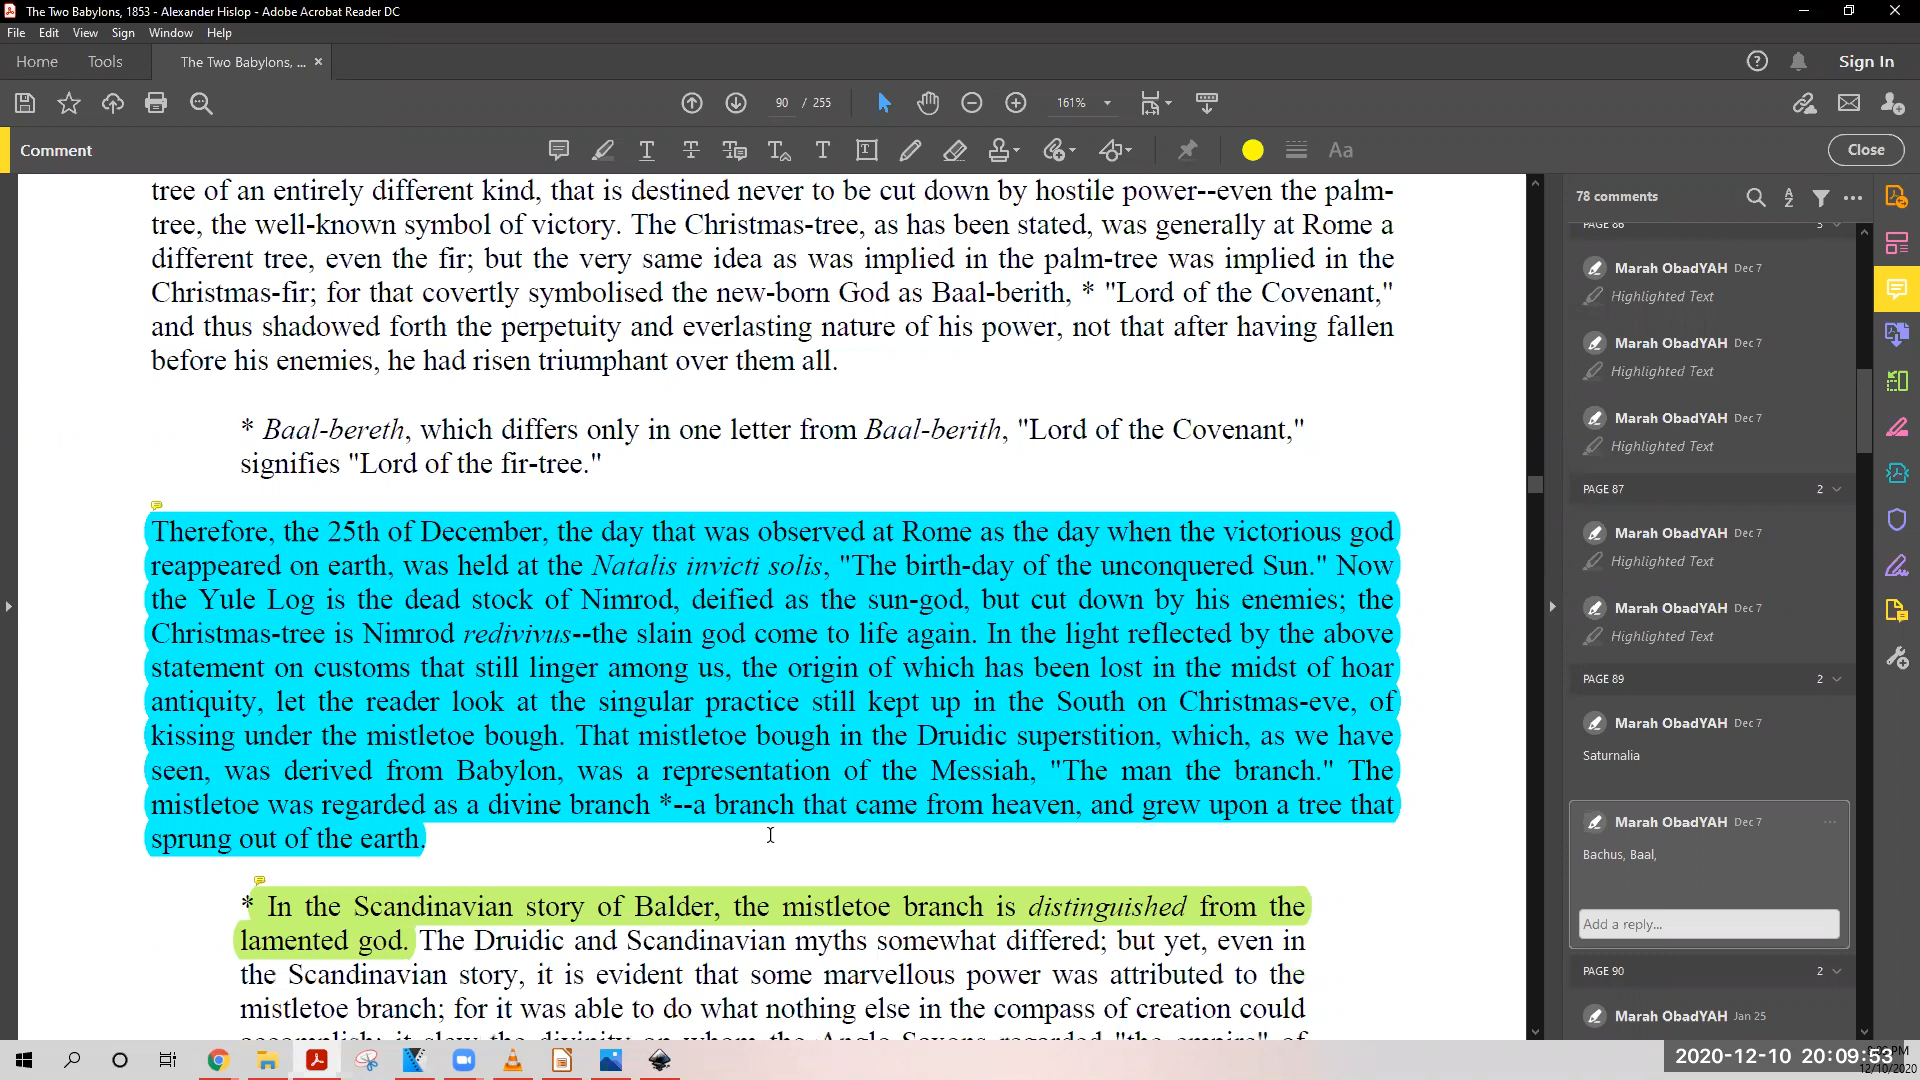 The Two Babylons, 1853 - Alexander Hislop - Adobe Acrobat Reader DC
File Edit View Sign Window Help
Home Tools The Two Babylons, ... × Sign In
90 / 255 161%
Comment Close
tree of an entirely different kind, that is destined never to be cut down by hostile power--even the palm-
tree, the well-known symbol of victory. The Christmas-tree, as has been stated, was generally at Rome a
different tree, even the fir; but the very same idea as was implied in the palm-tree was implied in the
Christmas-fir; for that covertly symbolised the new-born God as Baal-berith, * "Lord of the Covenant,"
and thus shadowed forth the perpetuity and everlasting nature of his power, not that after having fallen
before his enemies, he had risen triumphant over them all.
* Baal-bereth, which differs only in one letter from Baal-berith, "Lord of the Covenant,"
signifies "Lord of the fir-tree."
Therefore, the 25th of December, the day that was observed at Rome as the day when the victorious god
reappeared on earth, was held at the Natalis invicti solis, "The birth-day of the unconquered Sun." Now
the Yule Log is the dead stock of Nimrod, deified as the sun-god, but cut down by his enemies; the
Christmas-tree is Nimrod redivivus--the slain god come to life again. In the light reflected by the above
statement on customs that still linger among us, the origin of which has been lost in the midst of hoar
antiquity, let the reader look at the singular practice still kept up in the South on Christmas-eve, of
kissing under the mistletoe bough. That mistletoe bough in the Druidic superstition, which, as we have
seen, was derived from Babylon, was a representation of the Messiah, "The man the branch." The
mistletoe was regarded as a divine branch *--a branch that came from heaven, and grew upon a tree that
sprung out of the earth.
* In the Scandinavian story of Balder, the mistletoe branch is distinguished from the
lamented god. The Druidic and Scandinavian myths somewhat differed; but yet, even in
the Scandinavian story, it is evident that some marvellous power was attributed to the
mistletoe branch; for it was able to do what nothing else in the compass of creation could
accomplish; it slew the divinity on whom the Anglo-Saxons regarded "the empire" of
78 comments
PAGE 86 3
Marah ObadYAH Dec 7
Highlighted Text
Marah ObadYAH Dec 7
Highlighted Text
Marah ObadYAH Dec 7
Highlighted Text
PAGE 87 2
Marah ObadYAH Dec 7
Highlighted Text
Marah ObadYAH Dec 7
Highlighted Text
PAGE 89 2
Marah ObadYAH Dec 7
Saturnalia
Marah ObadYAH Dec 7
Bachus, Baal,
Add a reply...
PAGE 90 2
Marah ObadYAH Jan 25
2020-12-10 20:09:53
12/10/2020